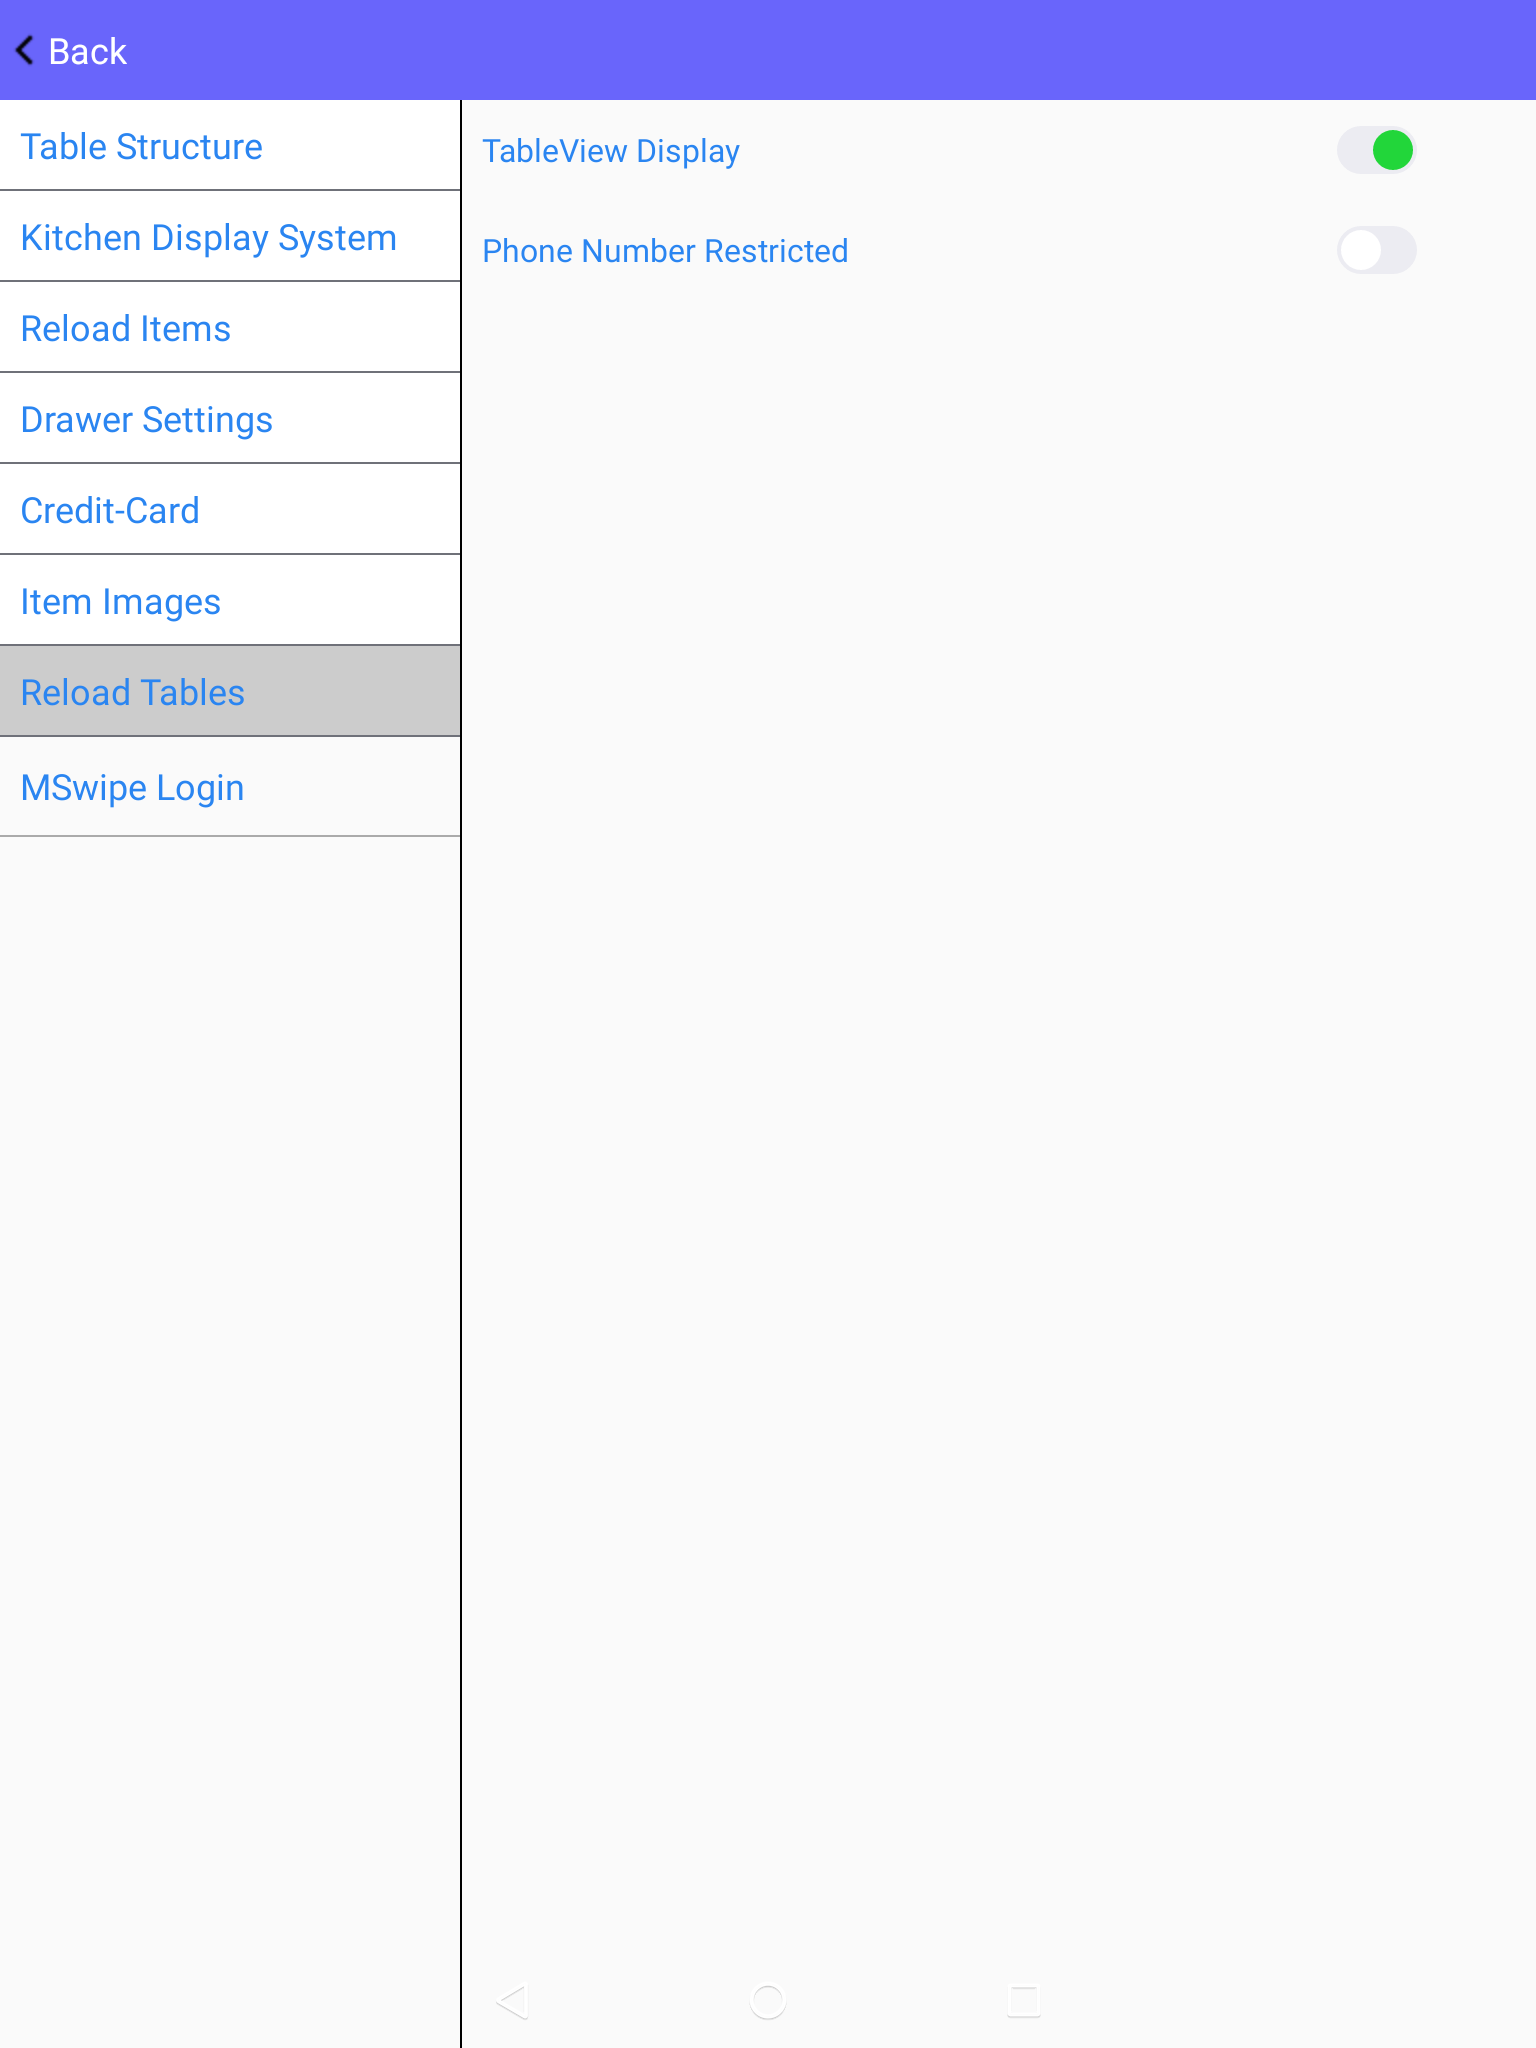 Back
Table Structure
Kitchen Display System
Reload Items
Drawer Settings
Credit-Card
Item Images
Reload Tables
MSwipe Login
TableView Display
Phone Number Restricted